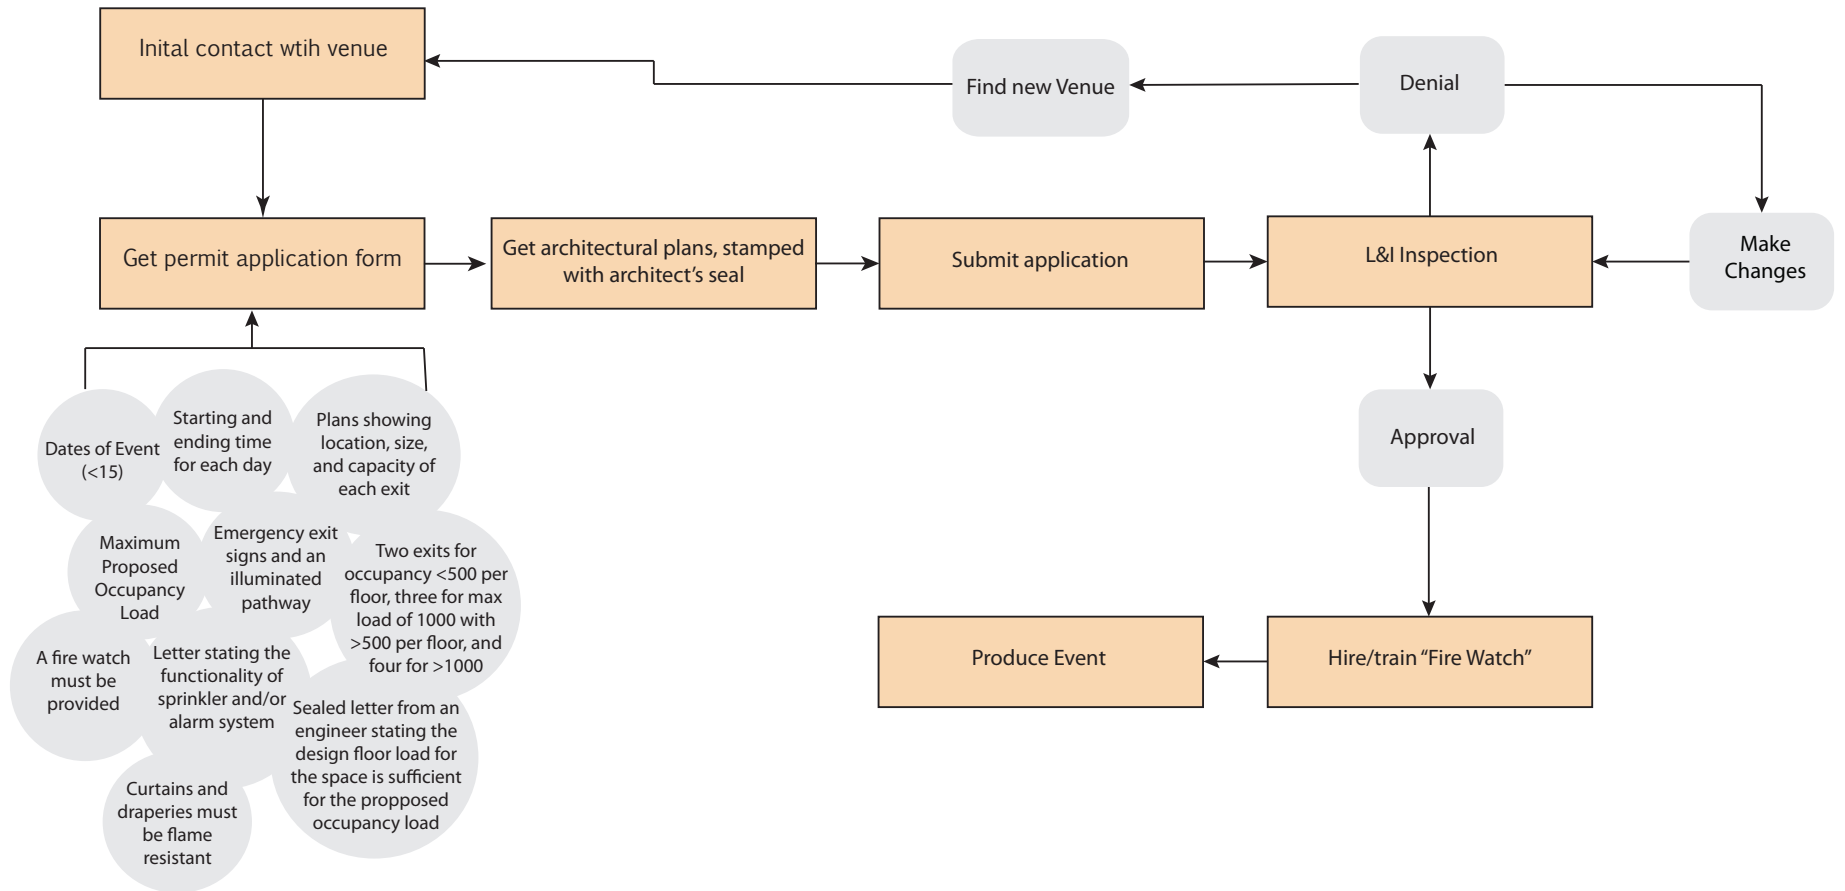 Inital contact wtih venue
Find new Venue
Denial
Get permit application form
Get architectural plans, stamped
with architect’s seal
Submit application
L&I Inspection
Make
Changes
Approval
Dates of Event
(<15)
Starting and
ending time
for each day
Plans showing
location, size,
and capacity of
each exit
Maximum
Proposed
Occupancy
Load
Emergency exit
signs and an
illuminated
pathway
Two exits for
occupancy <500 per
floor, three for max
load of 1000 with
>500 per floor, and
four for >1000
A fire watch
must be
provided
Letter stating the
functionality of
sprinkler and/or
alarm system
Sealed letter from an
engineer stating the
design floor load for
the space is sufficient
for the propposed
occupancy load
Curtains and
draperies must
be flame
resistant
Produce Event
Hire/train “Fire Watch”